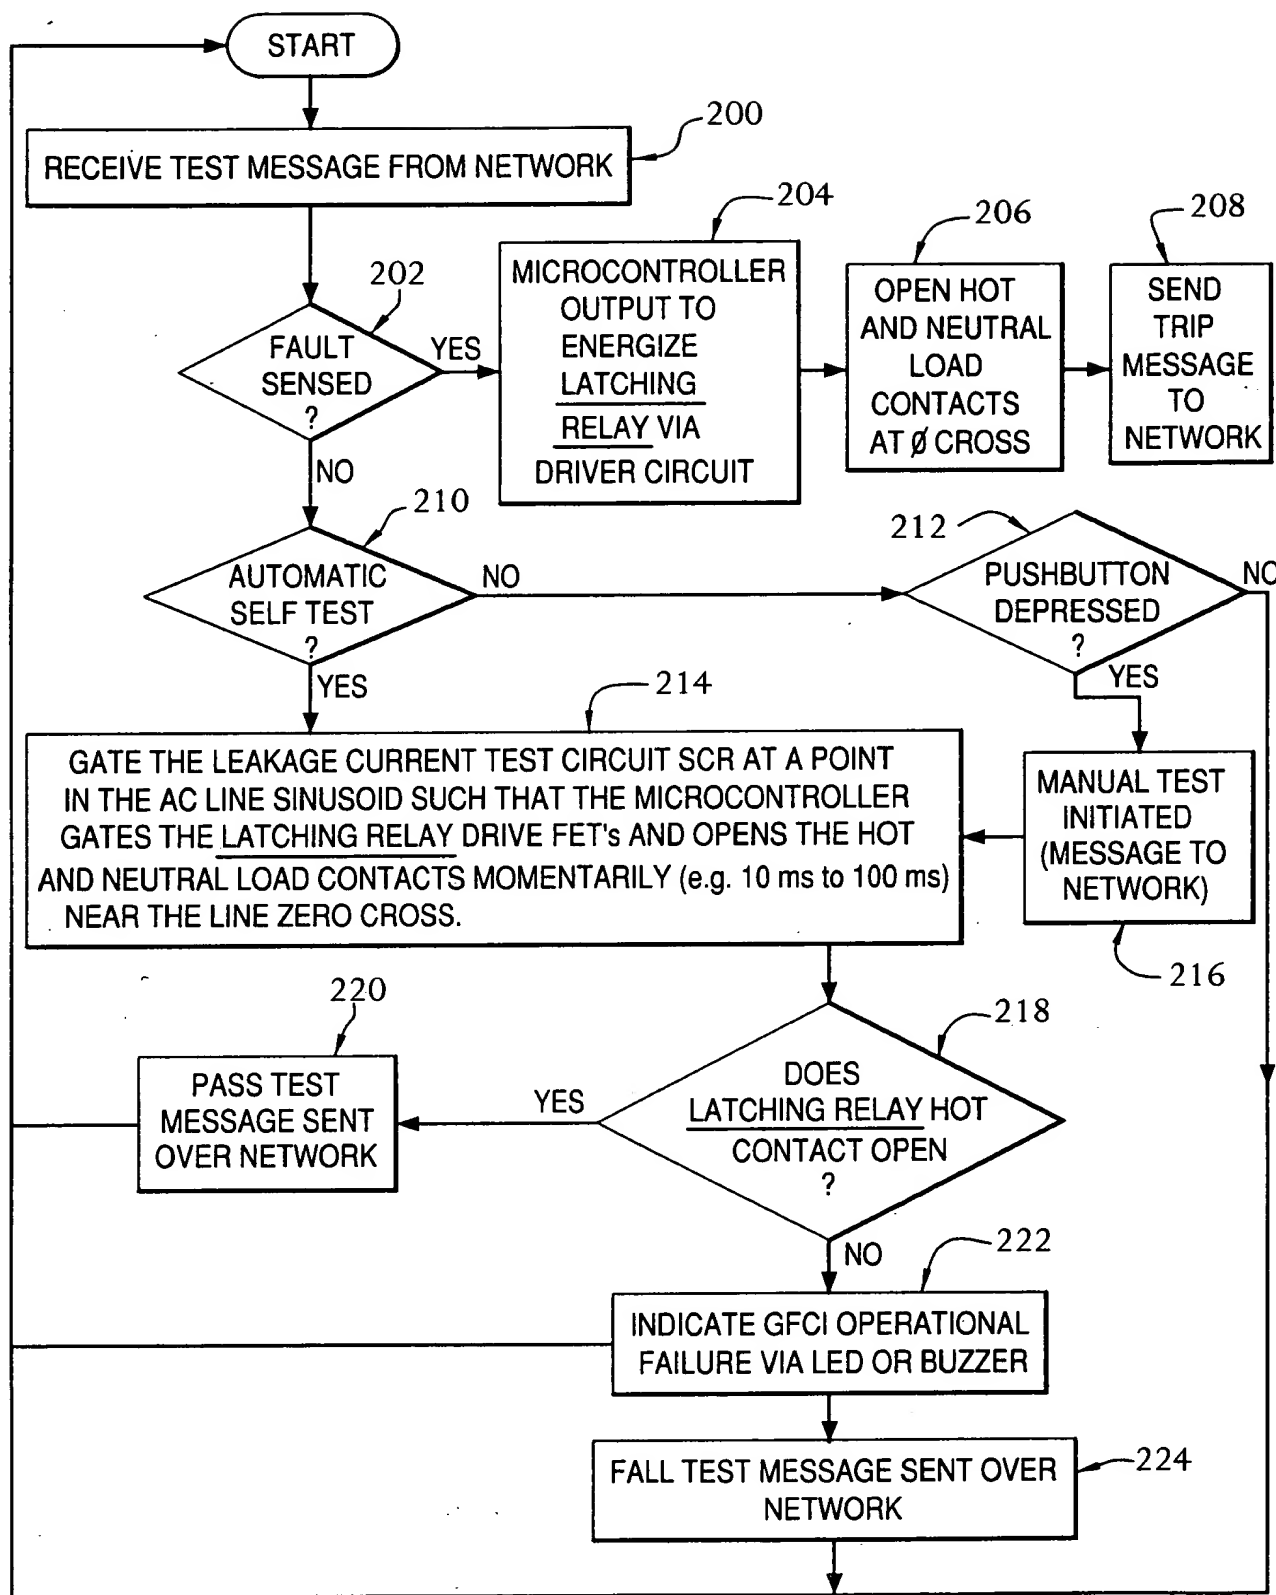 START
200
RECEIVE TEST MESSAGE FROM NETWORK
204
206
208
202
FAULT
SENSED
?
YES
MICROCONTROLLER
OUTPUT TO
ENERGIZE
LATCHING
RELAY VIA
DRIVER CIRCUIT
OPEN HOT
AND NEUTRAL
LOAD
CONTACTS
AT Ø CROSS
SEND
TRIP
MESSAGE
TO
NETWORK
NO
210
AUTOMATIC
SELF TEST
?
NO
212
PUSHBUTTON
DEPRESSED
?
NO
YES
YES
214
GATE THE LEAKAGE CURRENT TEST CIRCUIT SCR AT A POINT
IN THE AC LINE SINUSOID SUCH THAT THE MICROCONTROLLER
GATES THE LATCHING RELAY DRIVE FET's AND OPENS THE HOT
AND NEUTRAL LOAD CONTACTS MOMENTARILY (e.g. 10 ms to 100 ms)
NEAR THE LINE ZERO CROSS.
MANUAL TEST
INITIATED
(MESSAGE TO
NETWORK)
216
220
218
PASS TEST
MESSAGE SENT
OVER NETWORK
YES
DOES
LATCHING RELAY HOT
CONTACT OPEN
?
NO
222
INDICATE GFCI OPERATIONAL
FAILURE VIA LED OR BUZZER
FALL TEST MESSAGE SENT OVER
NETWORK
224